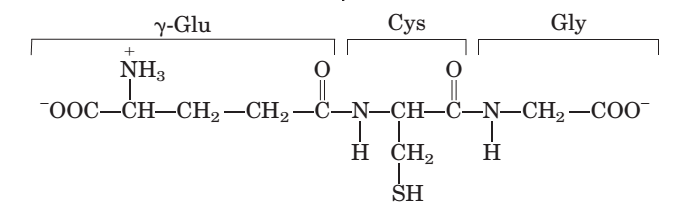 γ-Glu Cys Gly
+
NH₃ O O
⁻OOC—CH—CH₂—CH₂—C—N—CH—C—N—CH₂—COO⁻
H CH₂ H
SH